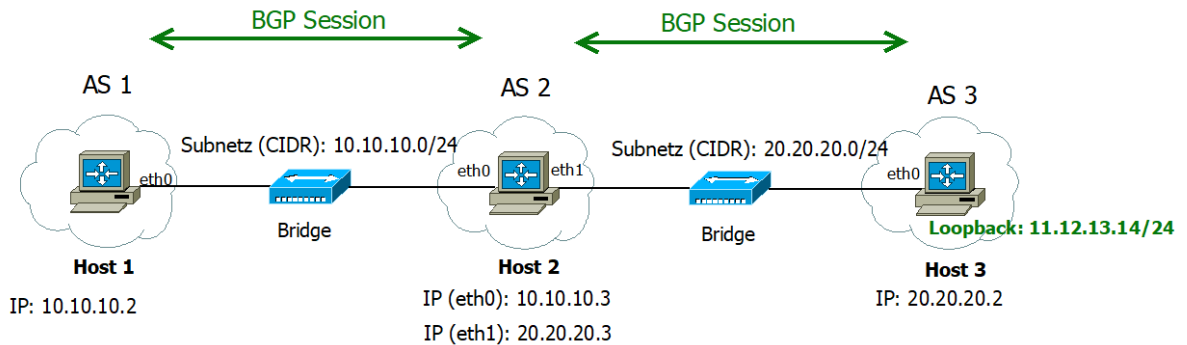 BGP Session
BGP Session
AS 1
AS 2
AS 3
Subnetz (CIDR): 10.10.10.0/24
Subnetz (CIDR): 20.20.20.0/24
eth0
eth0
eth1
eth0
Bridge
Bridge
Loopback: 11.12.13.14/24
Host 1
Host 2
Host 3
IP: 10.10.10.2
IP (eth0): 10.10.10.3
IP: 20.20.20.2
IP (eth1): 20.20.20.3